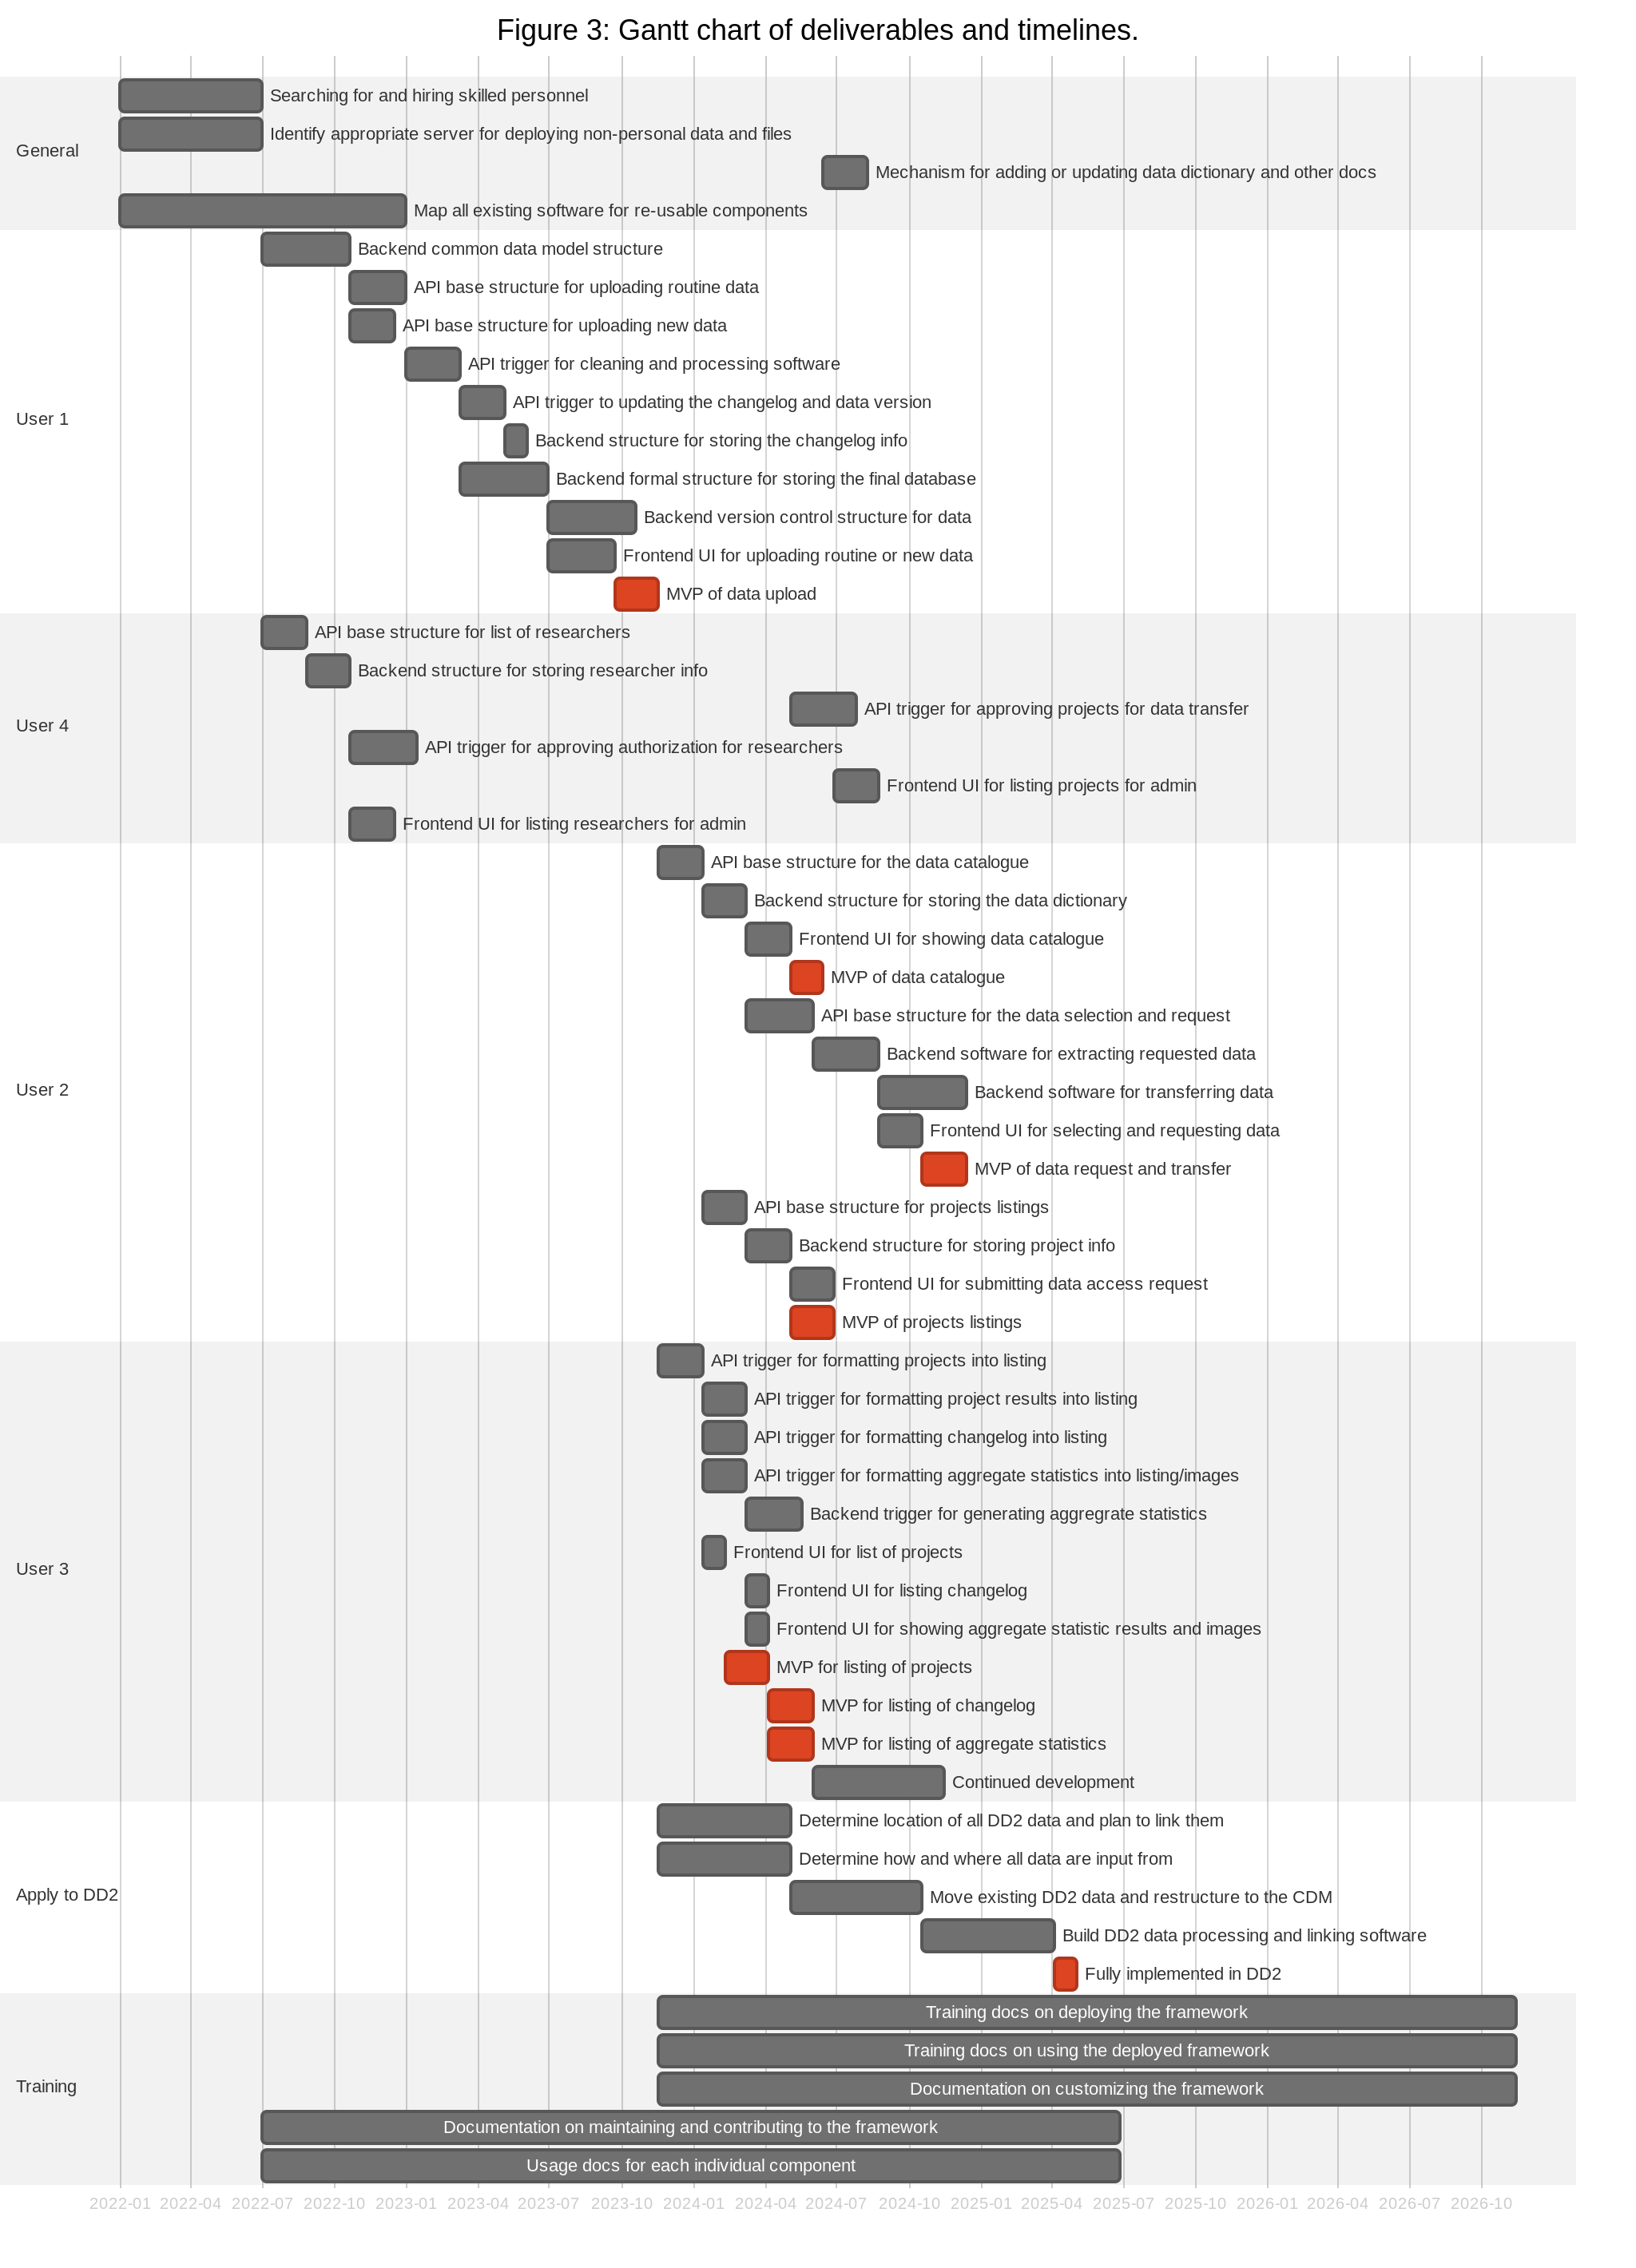 Figure 3: Gantt chart of deliverables and timelines.
General
Searching for and hiring skilled personnel
Identify appropriate server for deploying non-personal data and files
Mechanism for adding or updating data dictionary and other docs
Map all existing software for re-usable components
User 1
Backend common data model structure
API base structure for uploading routine data
API base structure for uploading new data
API trigger for cleaning and processing software
API trigger to updating the changelog and data version
Backend structure for storing the changelog info
Backend formal structure for storing the final database
Backend version control structure for data
Frontend UI for uploading routine or new data
MVP of data upload
User 4
API base structure for list of researchers
Backend structure for storing researcher info
API trigger for approving projects for data transfer
API trigger for approving authorization for researchers
Frontend UI for listing projects for admin
Frontend UI for listing researchers for admin
User 2
API base structure for the data catalogue
Backend structure for storing the data dictionary
Frontend UI for showing data catalogue
MVP of data catalogue
API base structure for the data selection and request
Backend software for extracting requested data
Backend software for transferring data
Frontend UI for selecting and requesting data
MVP of data request and transfer
API base structure for projects listings
Backend structure for storing project info
Frontend UI for submitting data access request
MVP of projects listings
User 3
API trigger for formatting projects into listing
API trigger for formatting project results into listing
API trigger for formatting changelog into listing
API trigger for formatting aggregate statistics into listing/images
Backend trigger for generating aggregrate statistics
Frontend UI for list of projects
Frontend UI for listing changelog
Frontend UI for showing aggregate statistic results and images
MVP for listing of projects
MVP for listing of changelog
MVP for listing of aggregate statistics
Continued development
Apply to DD2
Determine location of all DD2 data and plan to link them
Determine how and where all data are input from
Move existing DD2 data and restructure to the CDM
Build DD2 data processing and linking software
Fully implemented in DD2
Training
Training docs on deploying the framework
Training docs on using the deployed framework
Documentation on customizing the framework
Documentation on maintaining and contributing to the framework
Usage docs for each individual component
2022-01 2022-04 2022-07 2022-10 2023-01 2023-04 2023-07 2023-10 2024-01 2024-04 2024-07 2024-10 2025-01 2025-04 2025-07 2025-10 2026-01 2026-04 2026-07 2026-10